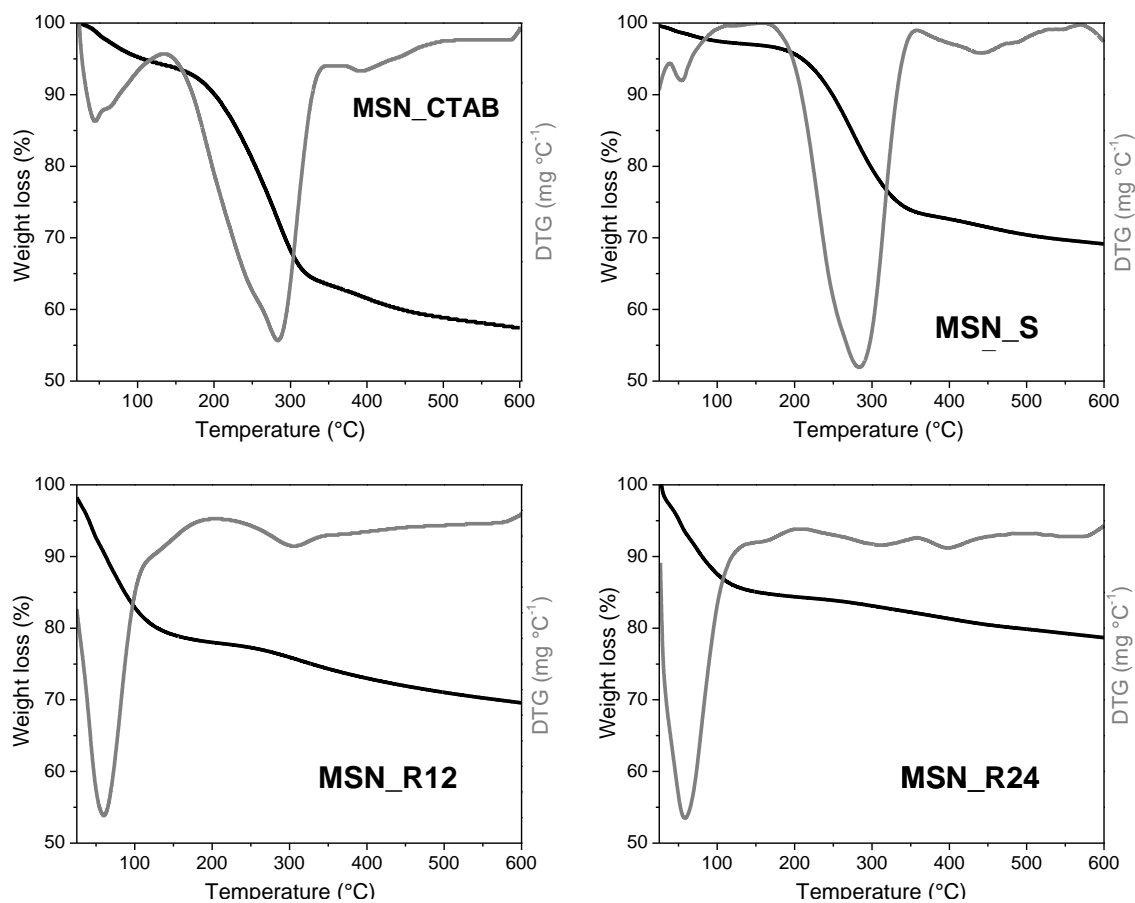 100
90
80
70
60
50
Weight loss (%)
MSN_CTAB
DTG (mg °C⁻¹)
100 200 300 400 500 600
Temperature (°C)
100
90
80
70
60
50
Weight loss (%)
MSN_S
DTG (mg °C⁻¹)
100 200 300 400 500 600
Temperature (°C)
100
90
80
70
60
50
Weight loss (%)
MSN_R12
DTG (mg °C⁻¹)
100 200 300 400 500 600
Temperature (°C)
100
90
80
70
60
50
Weight loss (%)
MSN_R24
DTG (mg °C⁻¹)
100 200 300 400 500 600
Temperature (°C)